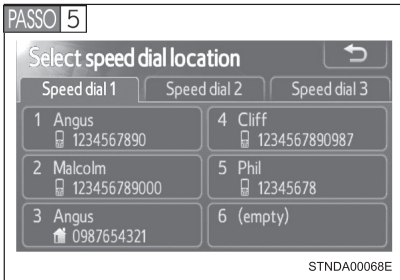 PASSO 5
Select speed dial location
Speed dial 1 Speed dial 2 Speed dial 3
1 Angus
1234567890
2 Malcolm
123456789000
3 Angus
0987654321
4 Cliff
1234567890987
5 Phil
12345678
6 (empty)
STNDA00068E